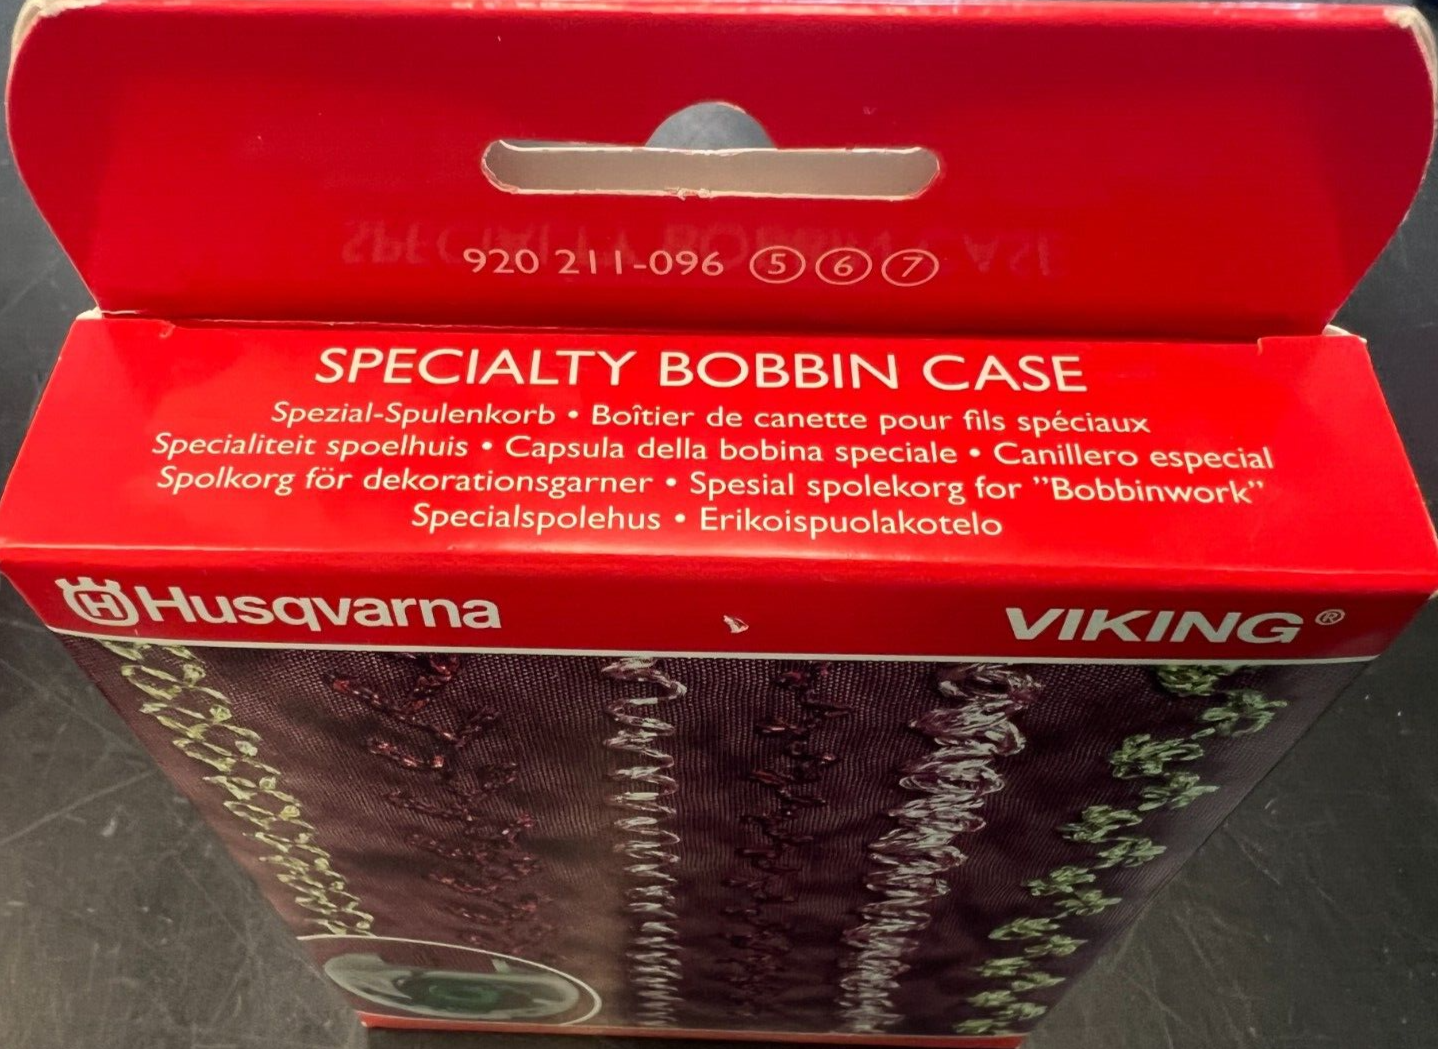 920 211-096 ⑤ ⑥ ⑦
SPECIALTY BOBBIN CASE
Spezial-Spulenkorb • Boîtier de canette pour fils spéciaux
Specialiteit spoelhuis • Capsula della bobina speciale • Canillero especial
Spolkorg för dekorationsgarner • Spesial spolekorg for ”Bobbinwork”
Specialspolehus • Erikoispuolakotelo
H Husqvarna VIKING®